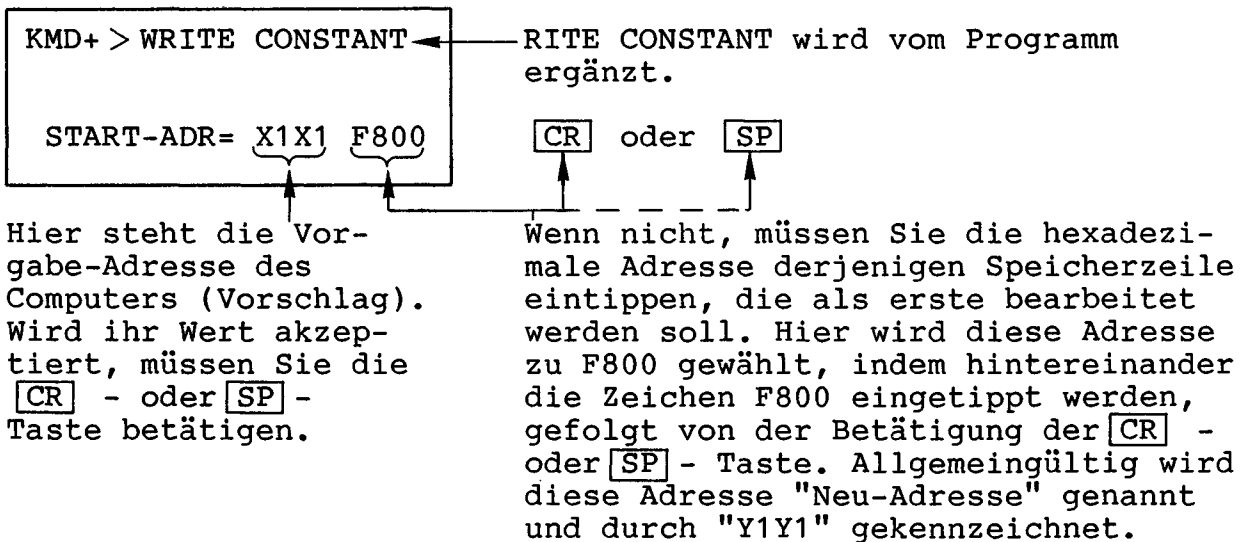 KMD+ > WRITE CONSTANT
RITE CONSTANT wird vom Programm
ergänzt.
START-ADR= X1X1 F800
CR oder SP
Hier steht die Vor-
gabe-Adresse des
Computers (Vorschlag).
Wird ihr Wert akzep-
tiert, müssen Sie die
CR - oder SP -
Taste betätigen.
Wenn nicht, müssen Sie die hexadezi-
male Adresse derjenigen Speicherzeile
eintippen, die als erste bearbeitet
werden soll. Hier wird diese Adresse
zu F800 gewählt, indem hintereinander
die Zeichen F800 eingetippt werden,
gefolgt von der Betätigung der CR -
oder SP - Taste. Allgemeingültig wird
diese Adresse "Neu-Adresse" genannt
und durch "Y1Y1" gekennzeichnet.